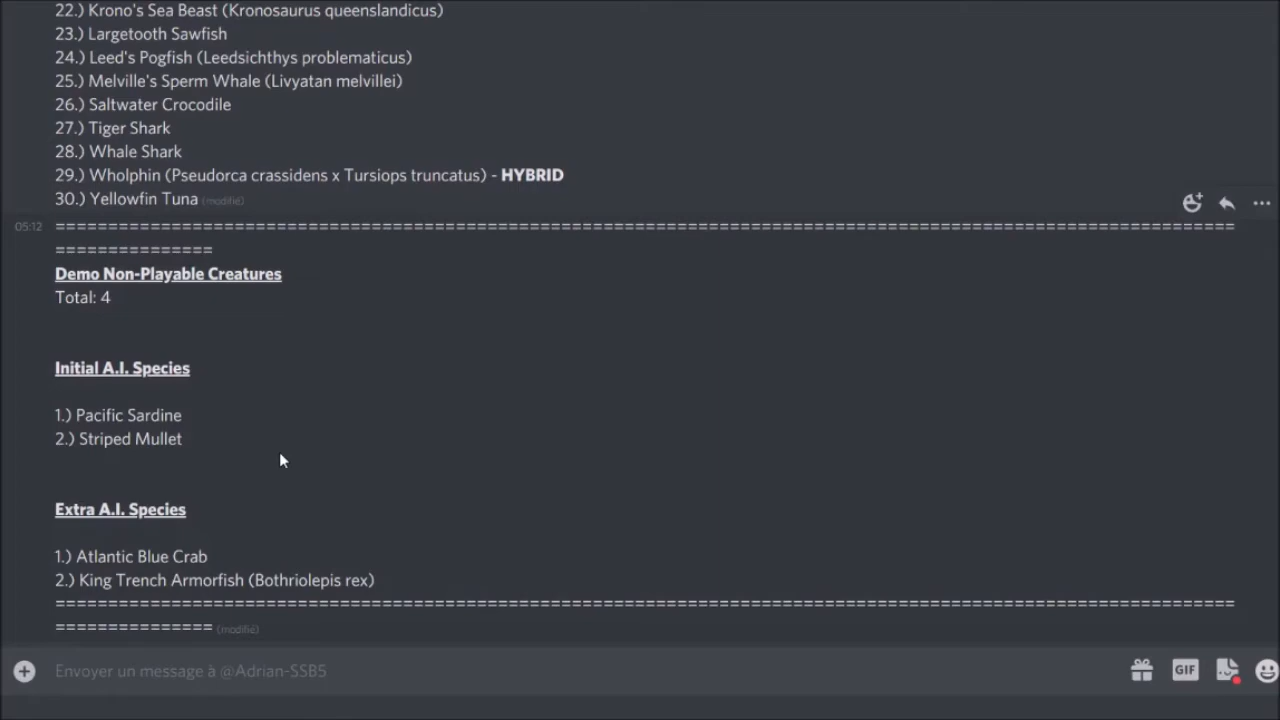 22.) Krono's Sea Beast (Kronosaurus queenslandicus)
23.) Largetooth Sawfish
24.) Leed's Pogfish (Leedsichthys problematicus)
25.) Melville's Sperm Whale (Livyatan melvillei)
26.) Saltwater Crocodile
27.) Tiger Shark
28.) Whale Shark
29.) Wholphin (Pseudorca crassidens x Tursiops truncatus) - HYBRID
30.) Yellowfin Tuna (modifié)
05:12 ==========================================================================================
===============
Demo Non-Playable Creatures
Total: 4
Initial A.I. Species
1.) Pacific Sardine
2.) Striped Mullet
Extra A.I. Species
1.) Atlantic Blue Crab
2.) King Trench Armorfish (Bothriolepis rex)
==========================================================================================
=============== (modifié)
Envoyer un message à @Adrian-SSB5
GIF